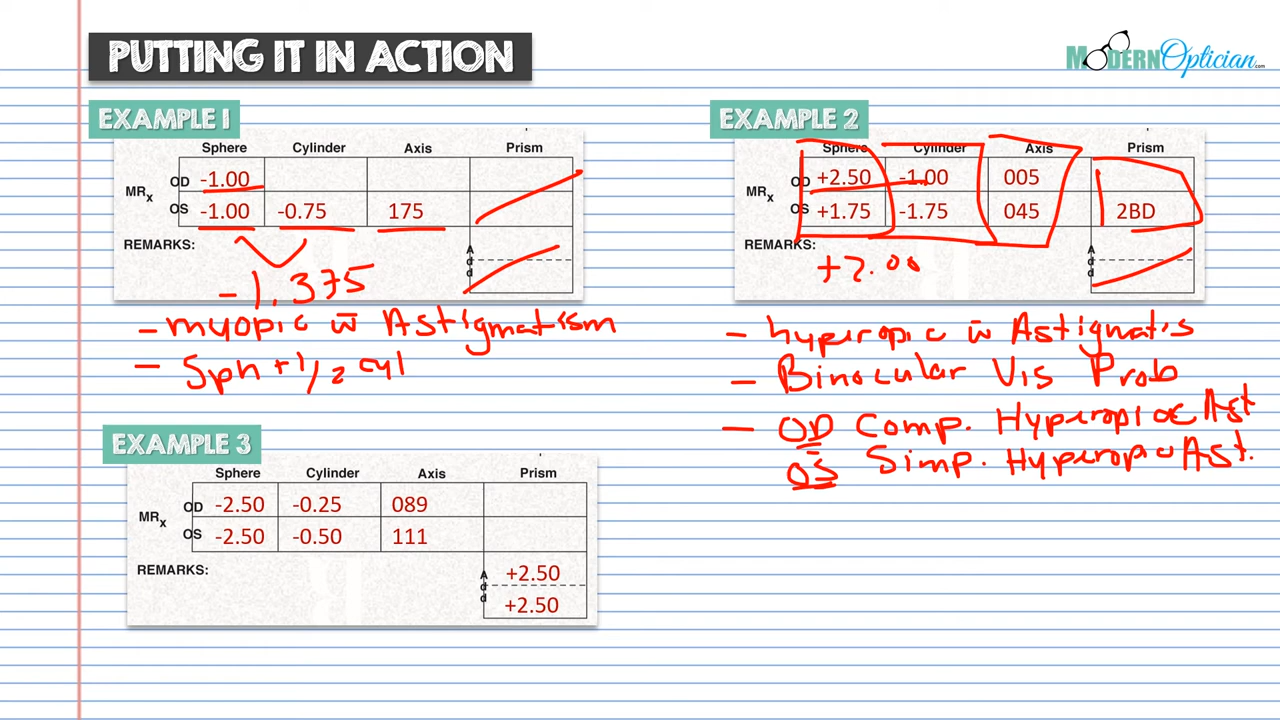 PUTTING IT IN ACTION
MODERN Optician.com
EXAMPLE 1
Sphere Cylinder Axis Prism
MRx OD -1.00
OS -1.00 -0.75 175
REMARKS: Add
-1.375
- myopic w̄ Astigmatism
- Sph + 1/2 cyl
EXAMPLE 2
Sphere Cylinder Axis Prism
MRx OD +2.50 -1.00 005
OS +1.75 -1.75 045 2BD
REMARKS: Add
+2.00
- hyperopic w̄ Astigmatis
- Binocular Vis Prob
- OD Comp. Hyperopic Ast
OS Simp. Hyperopic Ast.
EXAMPLE 3
Sphere Cylinder Axis Prism
MRx OD -2.50 -0.25 089
OS -2.50 -0.50 111
REMARKS: Add +2.50
+2.50